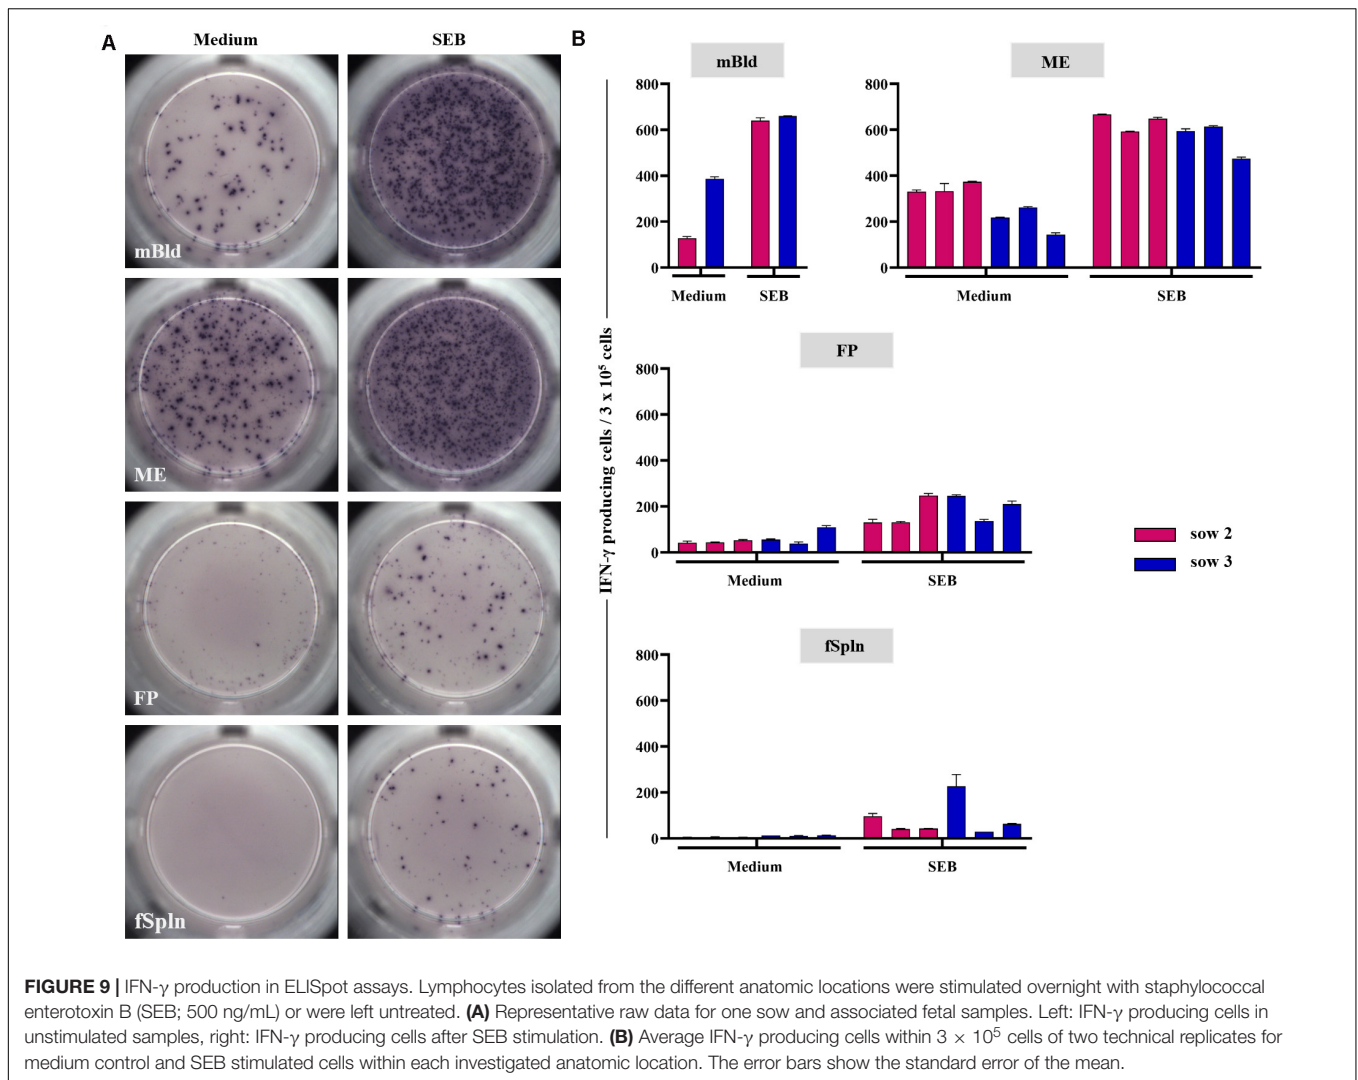 A
Medium
SEB
mBld
ME
FP
fSpln
B
IFN-γ producing cells / 3 x 10⁵ cells
mBld
800
600
400
200
0
Medium
SEB
ME
800
600
400
200
0
Medium
SEB
FP
800
600
400
200
0
Medium
SEB
sow 2
sow 3
fSpln
800
600
400
200
0
Medium
SEB
FIGURE 9 | IFN-γ production in ELISpot assays. Lymphocytes isolated from the different anatomic locations were stimulated overnight with staphylococcal
enterotoxin B (SEB; 500 ng/mL) or were left untreated. (A) Representative raw data for one sow and associated fetal samples. Left: IFN-γ producing cells in
unstimulated samples, right: IFN-γ producing cells after SEB stimulation. (B) Average IFN-γ producing cells within 3 × 10⁵ cells of two technical replicates for
medium control and SEB stimulated cells within each investigated anatomic location. The error bars show the standard error of the mean.